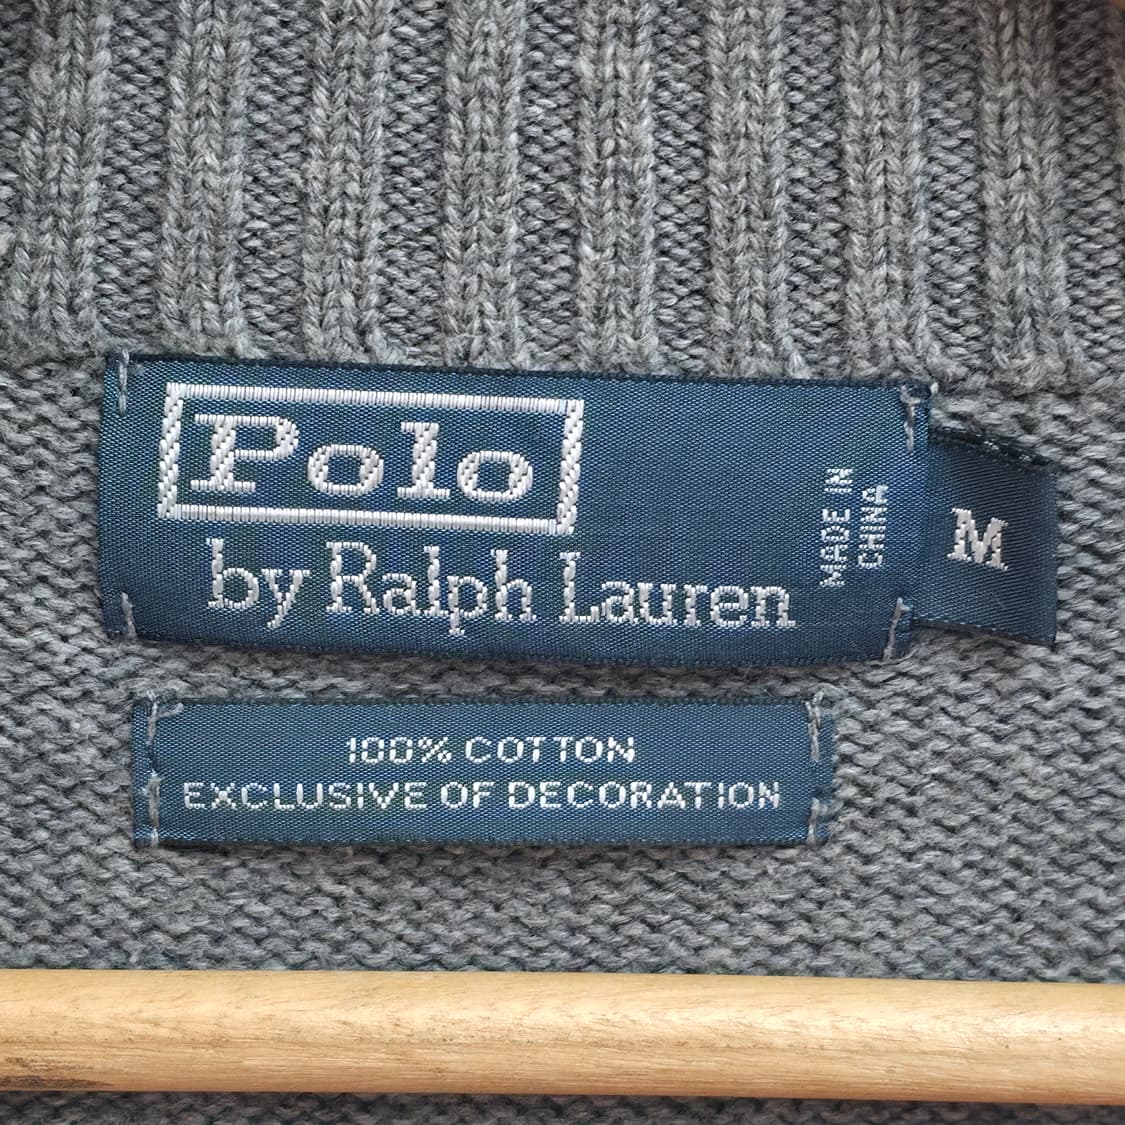 Polo
by Ralph Lauren
MADE IN
CHINA
M
100% COTTON
EXCLUSIVE OF DECORATION